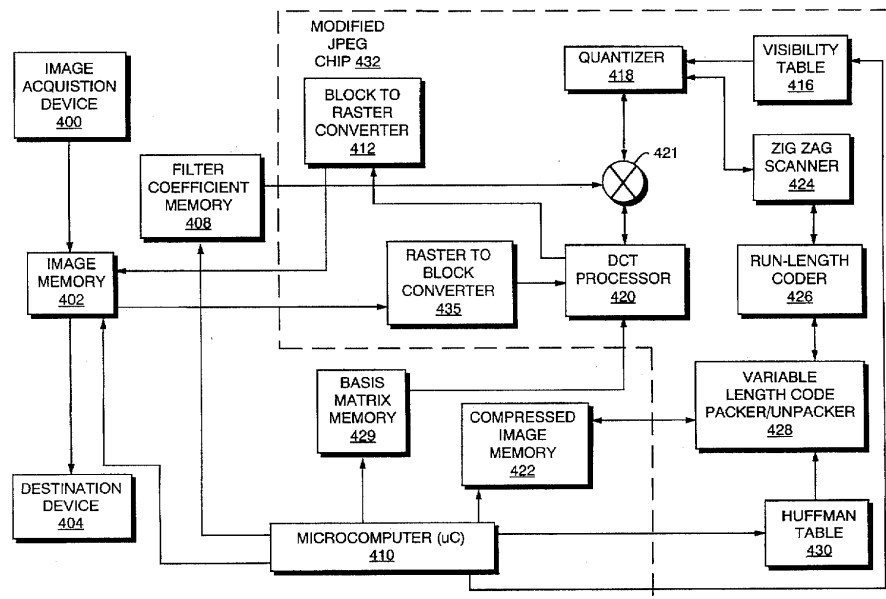 MODIFIED
JPEG
CHIP 432
IMAGE
ACQUISTION
DEVICE
400
BLOCK TO
RASTER
CONVERTER
412
QUANTIZER
418
VISIBILITY
TABLE
416
FILTER
COEFFICIENT
MEMORY
408
421
ZIG ZAG
SCANNER
424
IMAGE
MEMORY
402
RASTER TO
BLOCK
CONVERTER
435
DCT
PROCESSOR
420
RUN-LENGTH
CODER
426
BASIS
MATRIX
MEMORY
429
COMPRESSED
IMAGE
MEMORY
422
VARIABLE
LENGTH CODE
PACKER/UNPACKER
428
DESTINATION
DEVICE
404
MICROCOMPUTER (uC)
410
HUFFMAN
TABLE
430